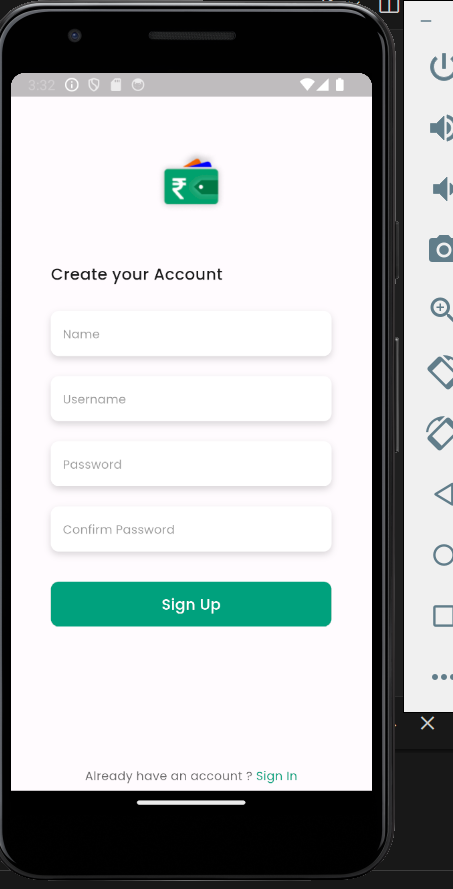 3:32
₹
Create your Account
Name
Username
Password
Confirm Password
Sign Up
Already have an account ? Sign In